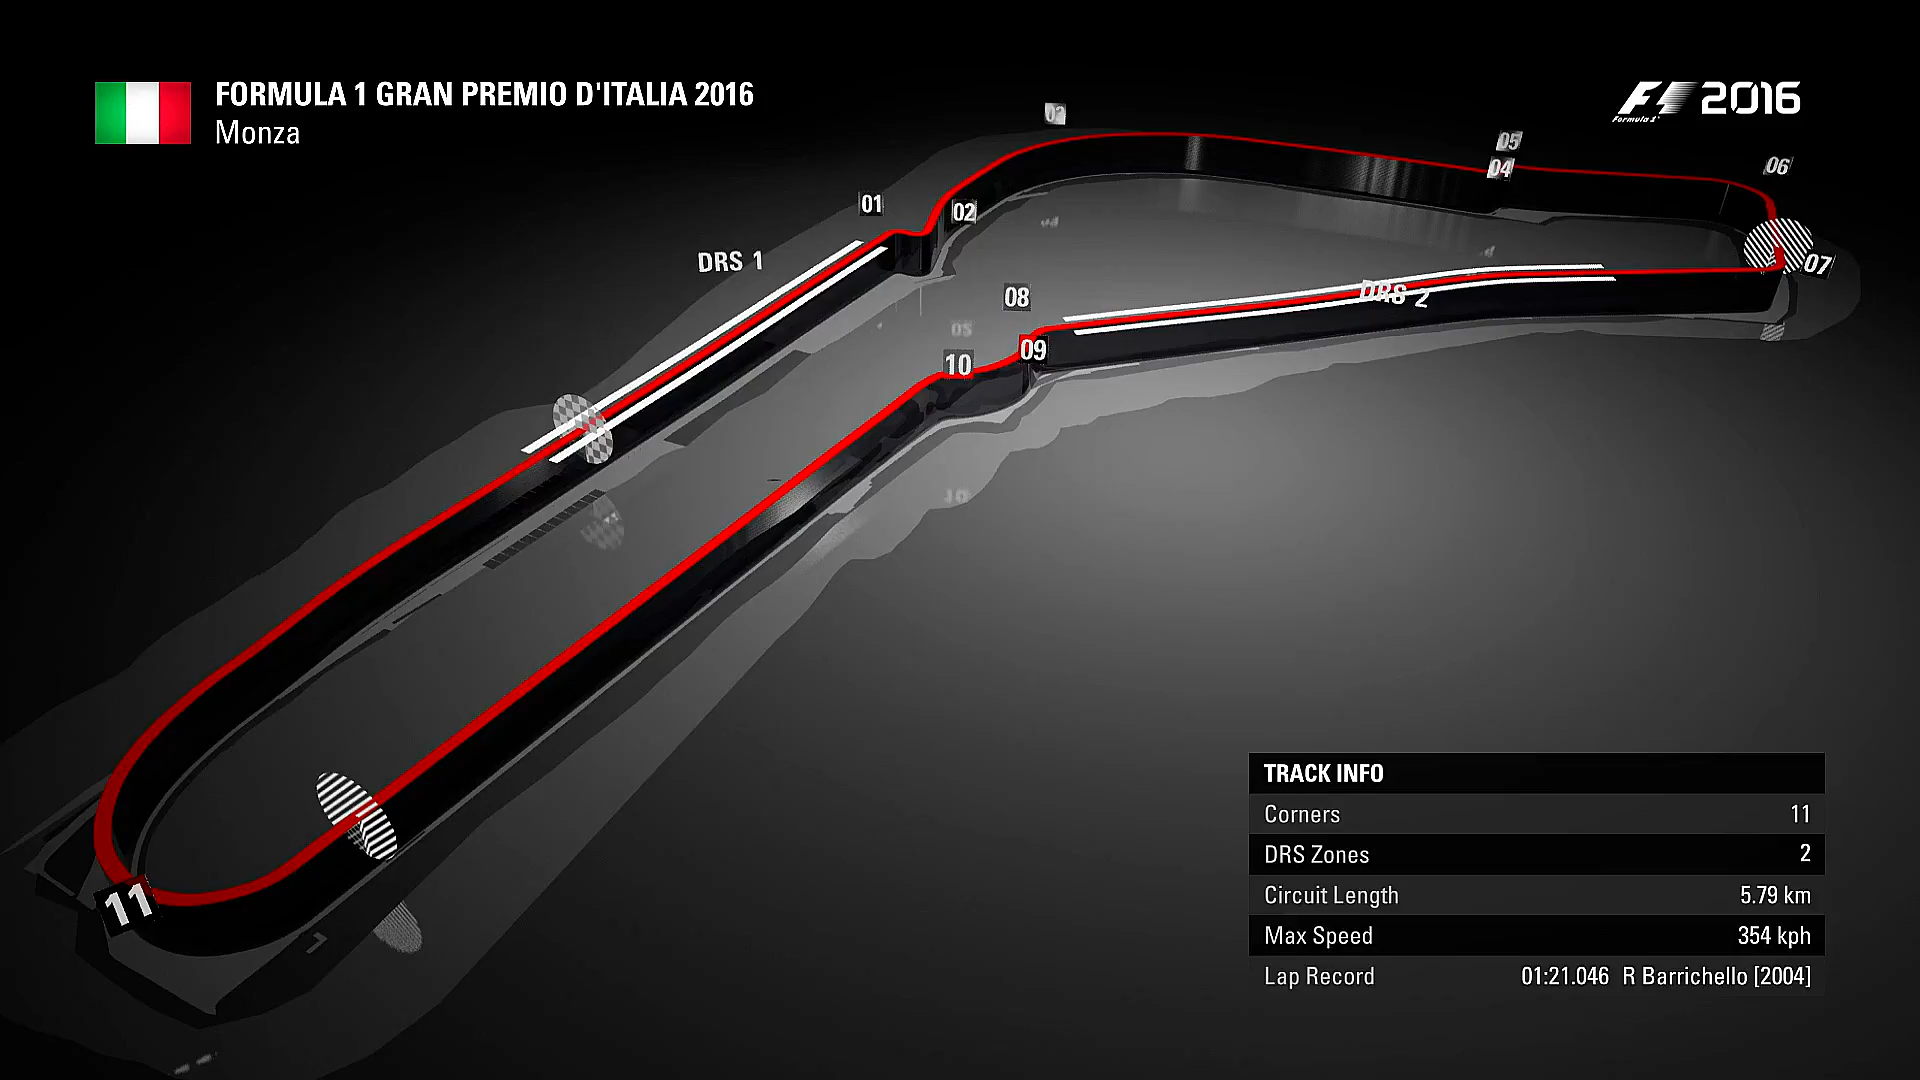 FORMULA 1 GRAN PREMIO D'ITALIA 2016
Monza
F1 2016
Formula 1
05
04
06
01
02
DRS 1
07
08
DRS 2
09
10
11
TRACK INFO
Corners 11
DRS Zones 2
Circuit Length 5.79 km
Max Speed 354 kph
Lap Record 01:21.046 R Barrichello [2004]